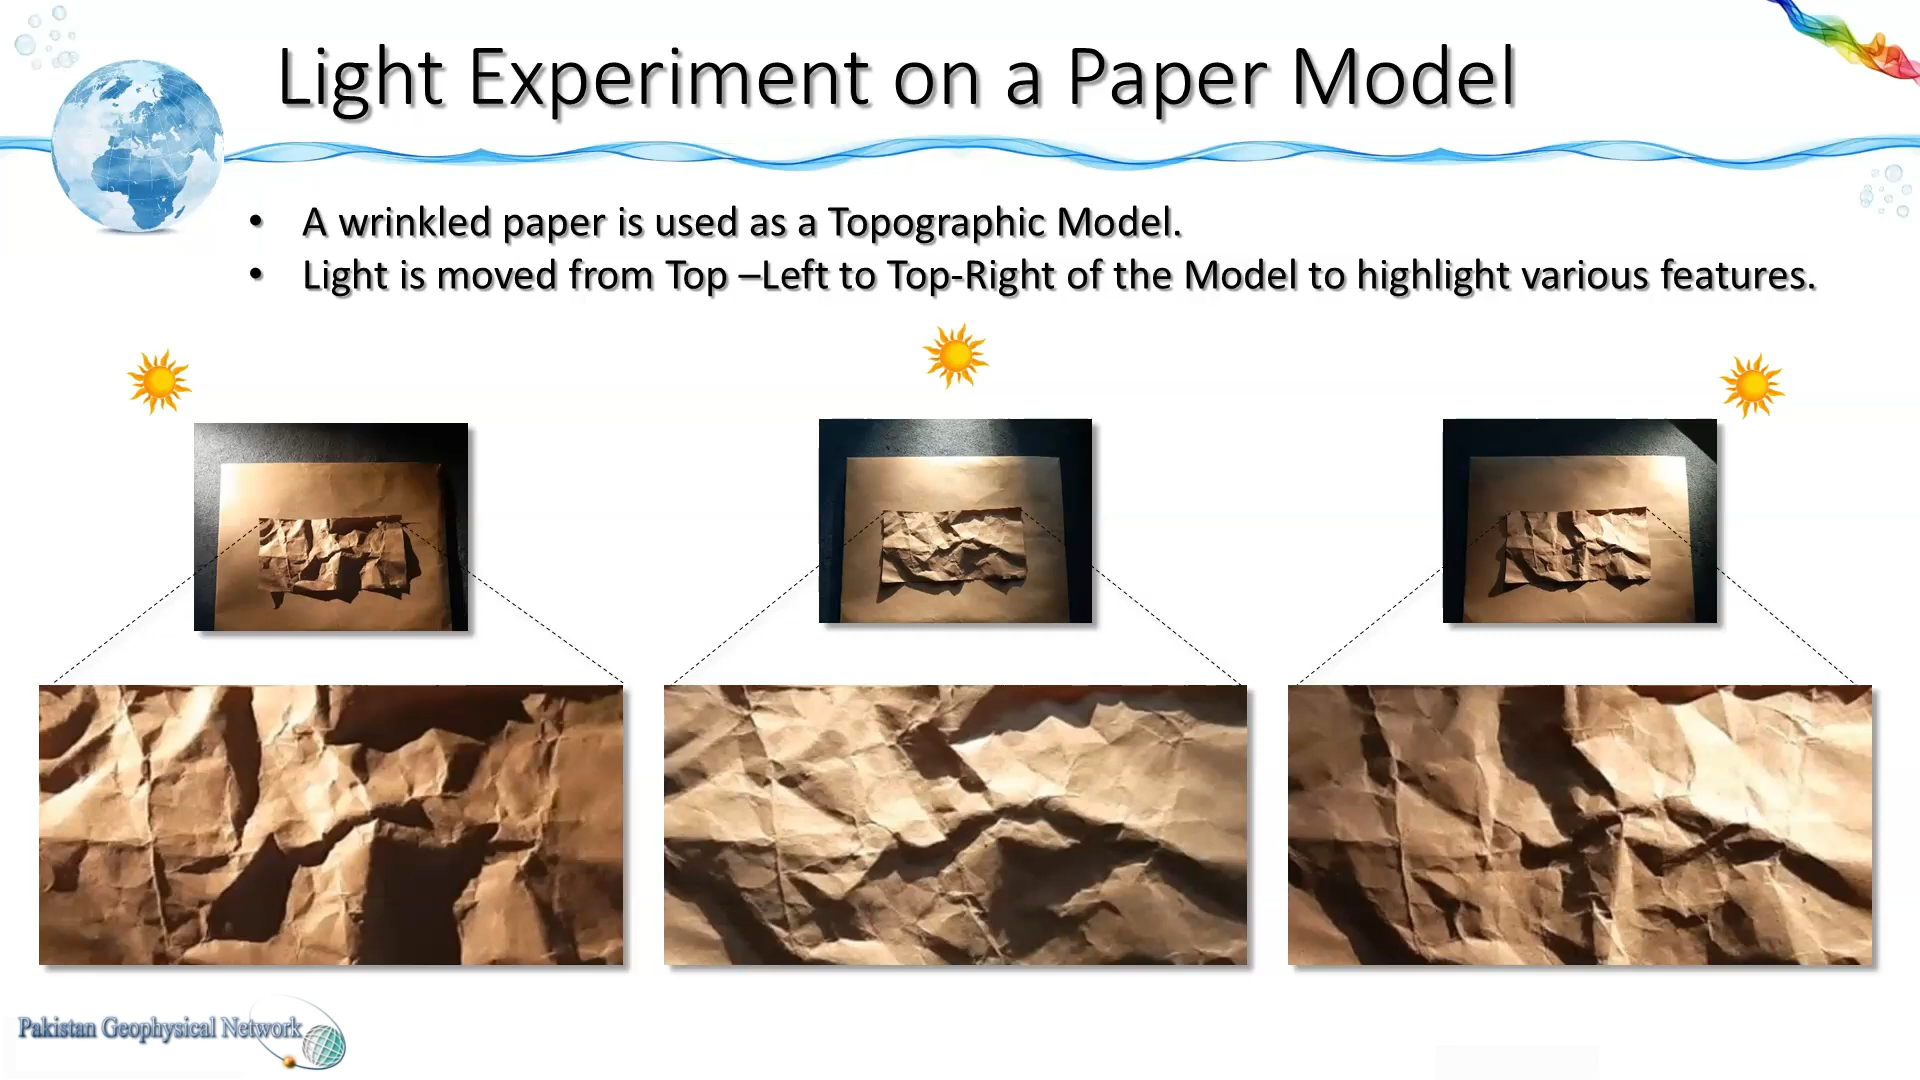 Light Experiment on a Paper Model
• A wrinkled paper is used as a Topographic Model.
• Light is moved from Top –Left to Top-Right of the Model to highlight various features.
Pakistan Geophysical Network